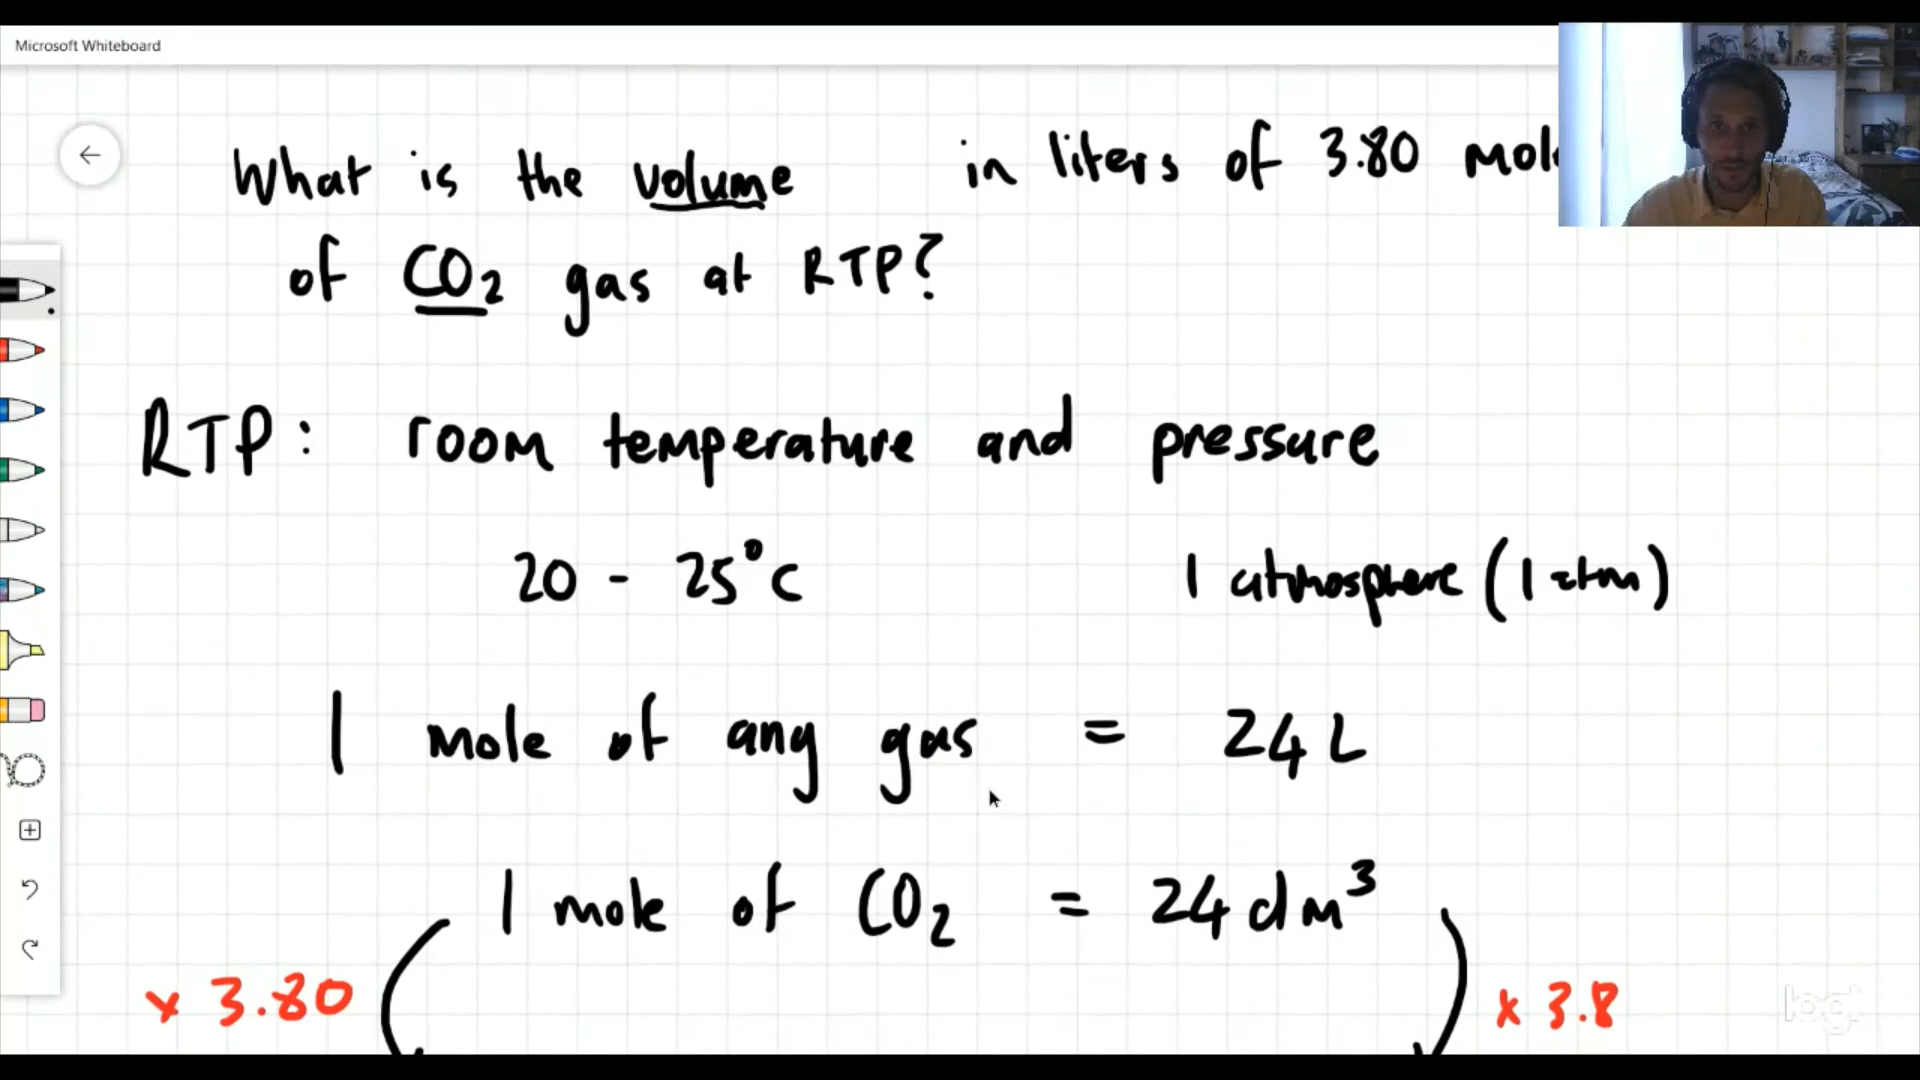 Microsoft Whiteboard
What is the volume in liters of 3.80
of CO₂ gas at RTP?
RTP: room temperature and pressure
20 - 25°C 1 atmosphere (1 atm)
1 mole of any gas = 24 L
1 mole of CO₂ = 24 dm³
x 3.80 x 3.8
logi